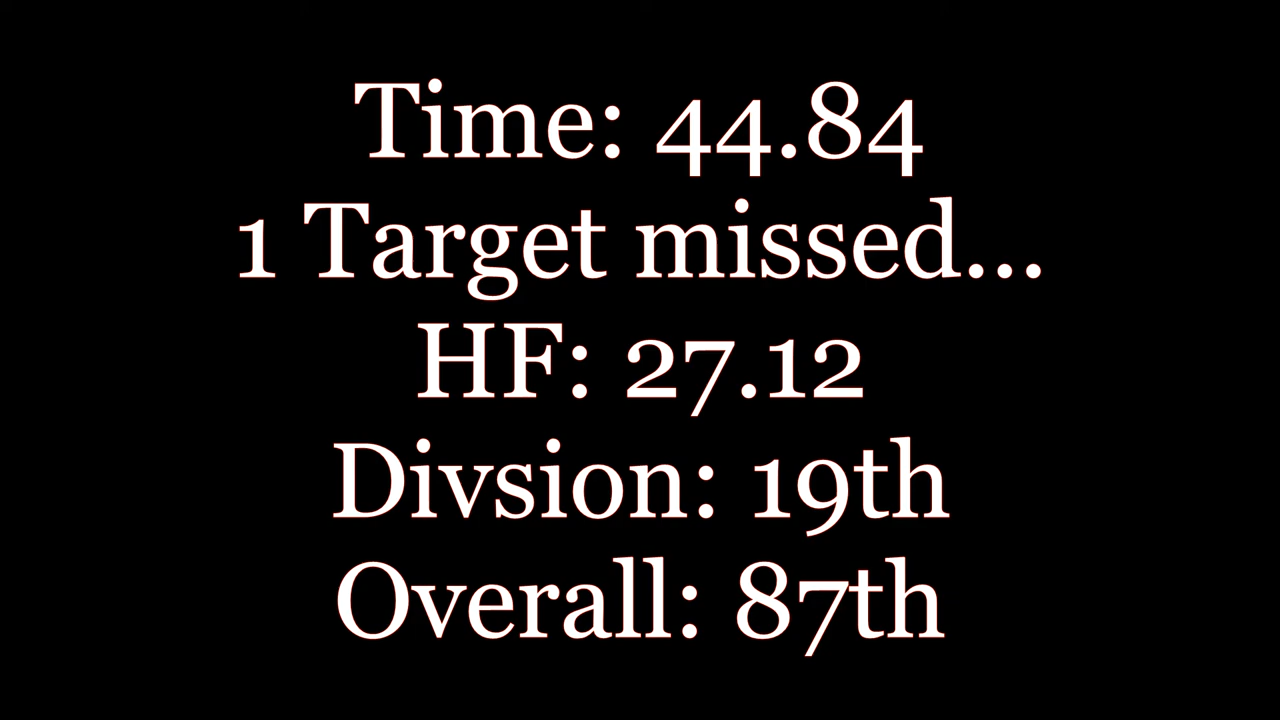 Time: 44.84
1 Target missed...
HF: 27.12
Divsion: 19th
Overall: 87th